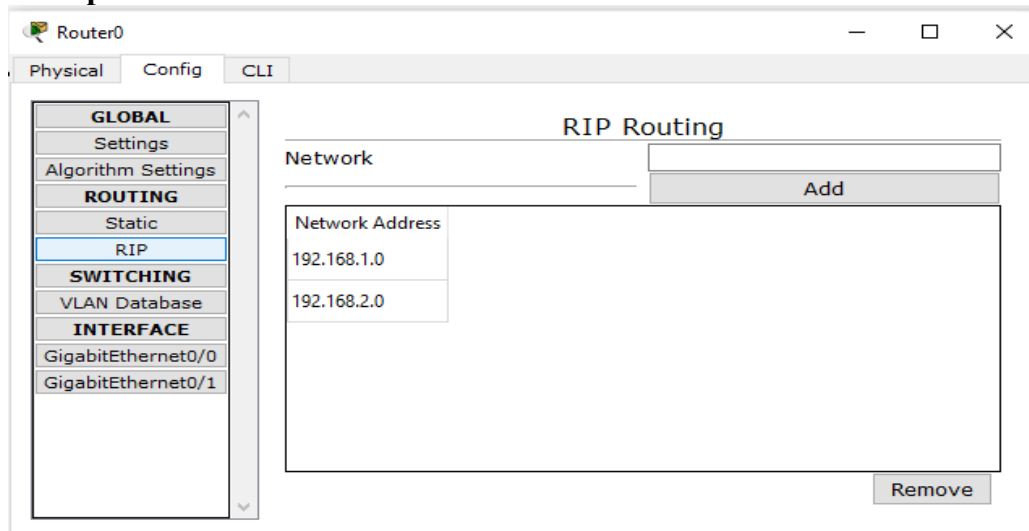 Router0
Physical Config CLI
GLOBAL
Settings
Algorithm Settings
ROUTING
Static
RIP
SWITCHING
VLAN Database
INTERFACE
GigabitEthernet0/0
GigabitEthernet0/1
RIP Routing
Network
Add
Network Address
192.168.1.0
192.168.2.0
Remove